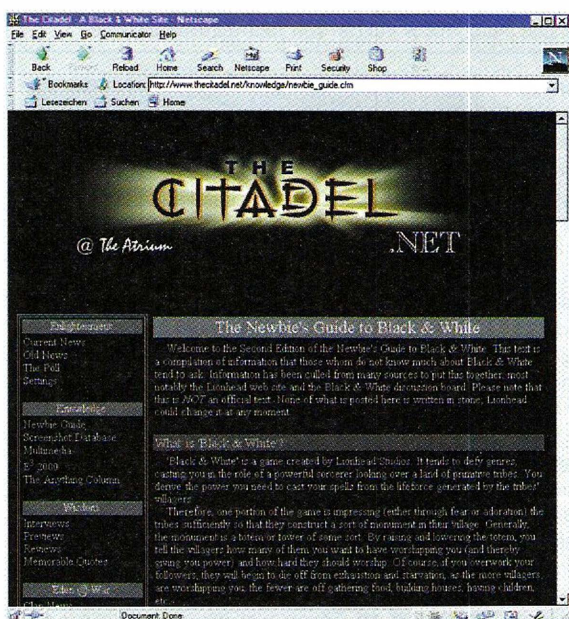 The Citadel - A Black & White Site - Netscape
File Edit View Go Communicator Help
Back Reload Home Search Netscape Print Security Shop
N
Bookmarks Location: http://www.thecitadel.net/knowledge/newbie_guide.cfm
Lesezeichen Suchen Home
THE
CITADEL
@ The Atrium .NET
Enlightenment
Current News
Old News
The Poll
Settings
Knowledge
Newbie Guide
Screenshot Database
Multimedia
E³ 2000
The Anything Column
Wisdom
Interviews
Previews
Reviews
Memorable Quotes
Eden @ War
Clan News
The Newbie's Guide to Black & White
Welcome to the Second Edition of the Newbie's Guide to Black & White. This text is
a compilation of information that those whom do not know much about Black & White
tend to ask. Information has been culled from many sources to put this together, most
notably the Lionhead web site and the Black & White discussion board. Please note that
this is NOT an official text. None of what is posted here is written in stone; Lionhead
could change it at any moment.
What is 'Black & White'?
'Black & White' is a game created by Lionhead Studios. It tends to defy genres,
casting you in the role of a powerful sorcerer looking over a land of primitive tribes. You
derive the power you need to cast your spells from the lifeforce generated by the tribes'
villagers.
Therefore, one portion of the game is impressing (either through fear or adoration) the
tribes sufficiently so that they construct a sort of monument in their village. Generally,
the monument is a totem or tower of some sort. By raising and lowering the totem, you
tell the villagers how many of them you want to have worshipping you (and thereby
giving you power) and how hard they should worship. Of course, if you overwork your
followers, they will begin to die off from exhaustion and starvation, as the more villagers
are worshipping you, the fewer are off gathering food, building houses, having children,
etc.
Document: Done